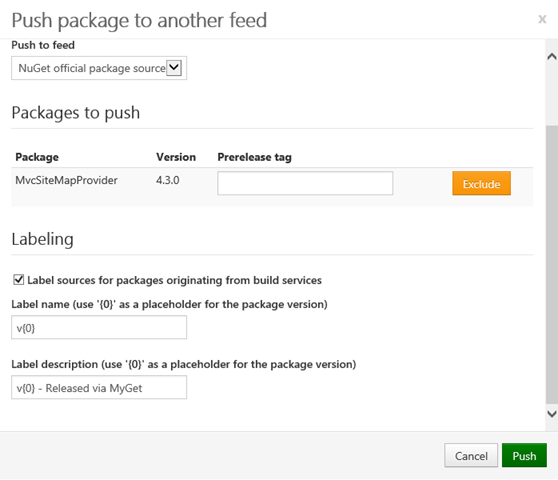 Push package to another feed
x
Push to feed
NuGet official package source
Packages to push
Package Version Prerelease tag
MvcSiteMapProvider 4.3.0 Exclude
Labeling
Label sources for packages originating from build services
Label name (use '{0}' as a placeholder for the package version)
v{0}
Label description (use '{0}' as a placeholder for the package version)
v{0} - Released via MyGet
Cancel Push